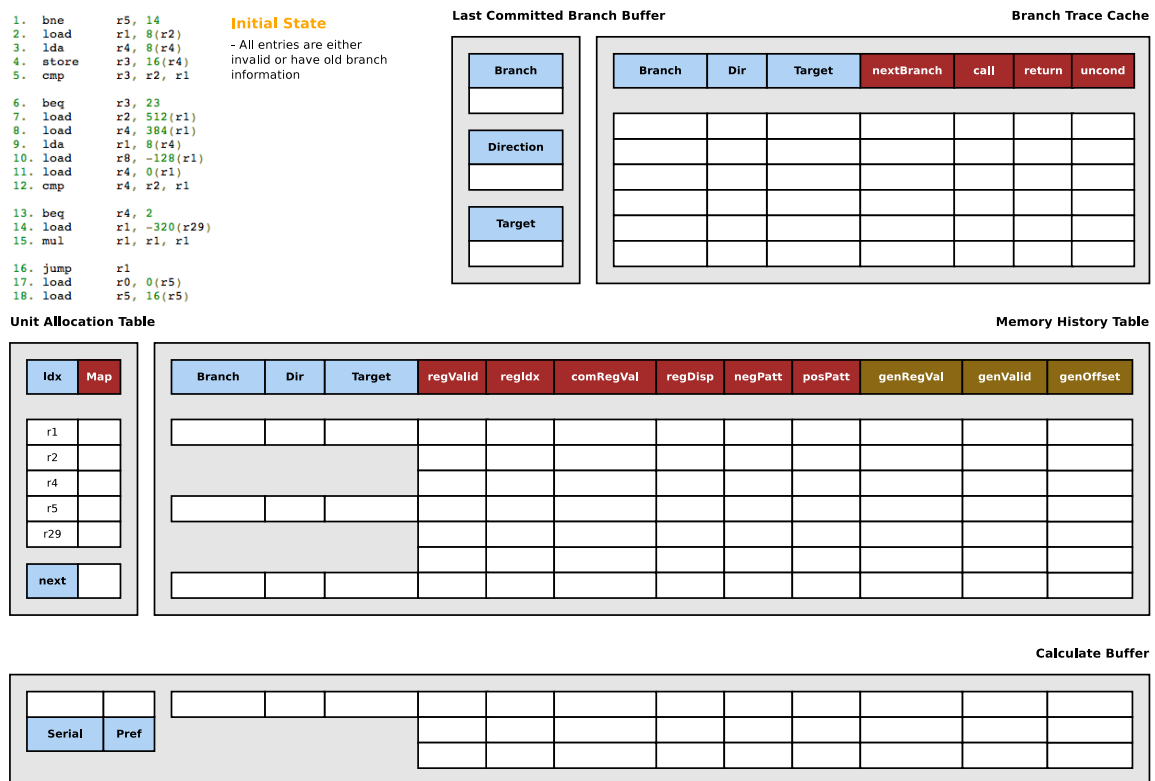 1. bne r5, 14
2. load r1, 8(r2)
3. lda r4, 8(r4)
4. store r3, 16(r4)
5. cmp r3, r2, r1
6. beq r3, 23
7. load r2, 512(r1)
8. load r4, 384(r1)
9. lda r1, 8(r4)
10. load r8, -128(r1)
11. load r4, 0(r1)
12. cmp r4, r2, r1
13. beq r4, 2
14. load r1, -320(r29)
15. mul r1, r1, r1
16. jump r1
17. load r0, 0(r5)
18. load r5, 16(r5)
Initial State
- All entries are either
invalid or have old branch
information
Last Committed Branch Buffer
Branch
Direction
Target
Branch Trace Cache
Branch Dir Target nextBranch call return uncond
Unit Allocation Table
Idx Map
r1
r2
r4
r5
r29
next
Memory History Table
Branch Dir Target regValid regIdx comRegVal regDisp negPatt posPatt genRegVal genValid genOffset
Calculate Buffer
Serial Pref